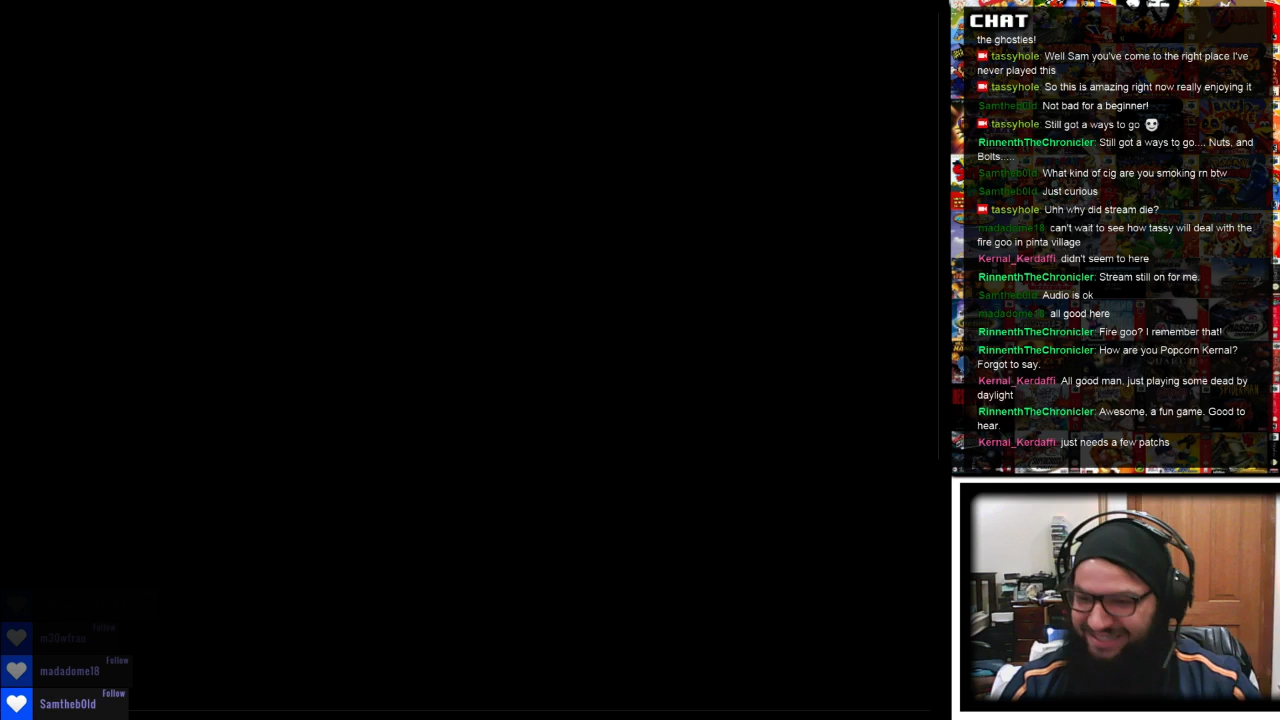 CHAT
the ghosties!
tassyhole: Well Sam you've come to the right place I've
never played this
tassyhole: So this is amazing right now really enjoying it
Samtheb0ld: Not bad for a beginner!
tassyhole: Still got a ways to go
RinnenthTheChronicler: Still got a ways to go.... Nuts, and
Bolts.....
Samtheb0ld: What kind of cig are you smoking rn btw
Samtheb0ld: Just curious
tassyhole: Uhh why did stream die?
madadome18: can't wait to see how tassy will deal with the
fire goo in pinta village
Kernal_Kerdaffi: didn't seem to here
RinnenthTheChronicler: Stream still on for me.
Samtheb0ld: Audio is ok
madadome18: all good here
RinnenthTheChronicler: Fire goo? I remember that!
RinnenthTheChronicler: How are you Popcorn Kernal?
Forgot to say.
Kernal_Kerdaffi: All good man, just playing some dead by
daylight
RinnenthTheChronicler: Awesome, a fun game. Good to
hear.
Kernal_Kerdaffi: just needs a few patchs
Follow
madadome18
Follow
Samtheb0ld
Follow